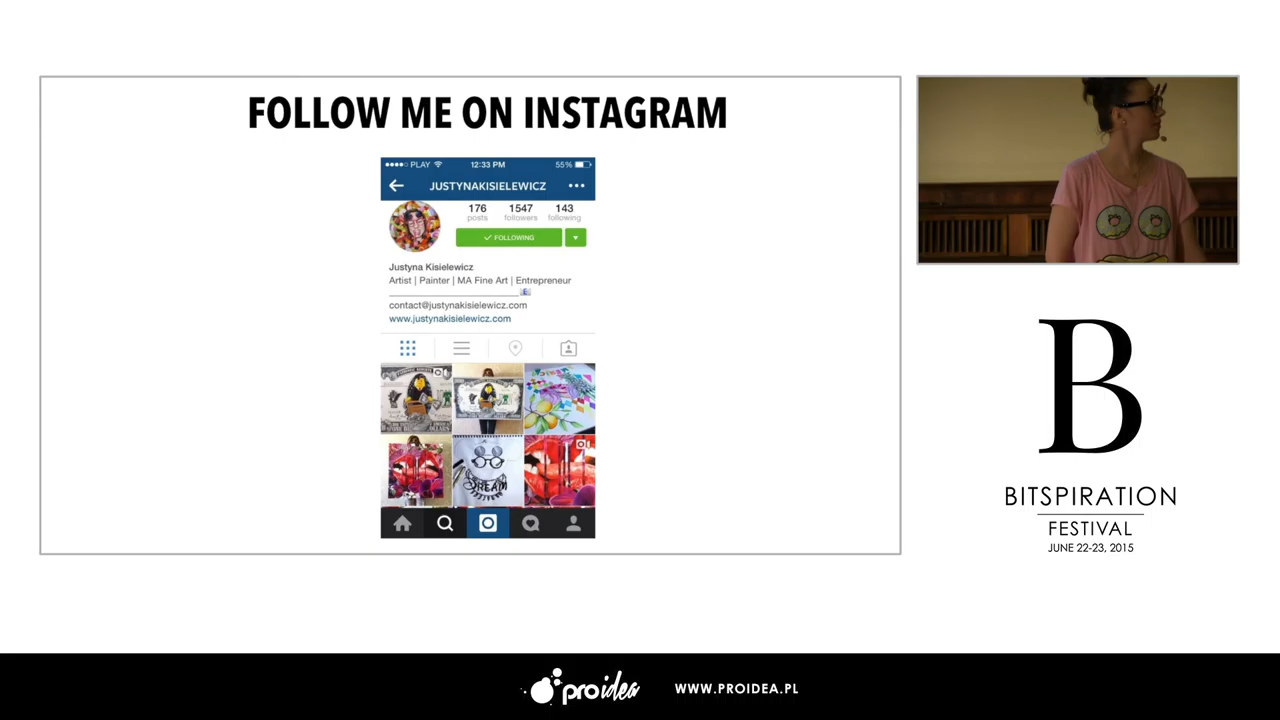 FOLLOW ME ON INSTAGRAM
PLAY 12:33 PM 55%
JUSTYNAKISIELEWICZ
176 1547 143
posts followers following
FOLLOWING
Justyna Kisielewicz
Artist | Painter | MA Fine Art | Entrepreneur
contact@justynakisielewicz.com
www.justynakisielewicz.com
DREAM
B
BITSPIRATION
FESTIVAL
JUNE 22-23, 2015
proidea
WWW.PROIDEA.PL